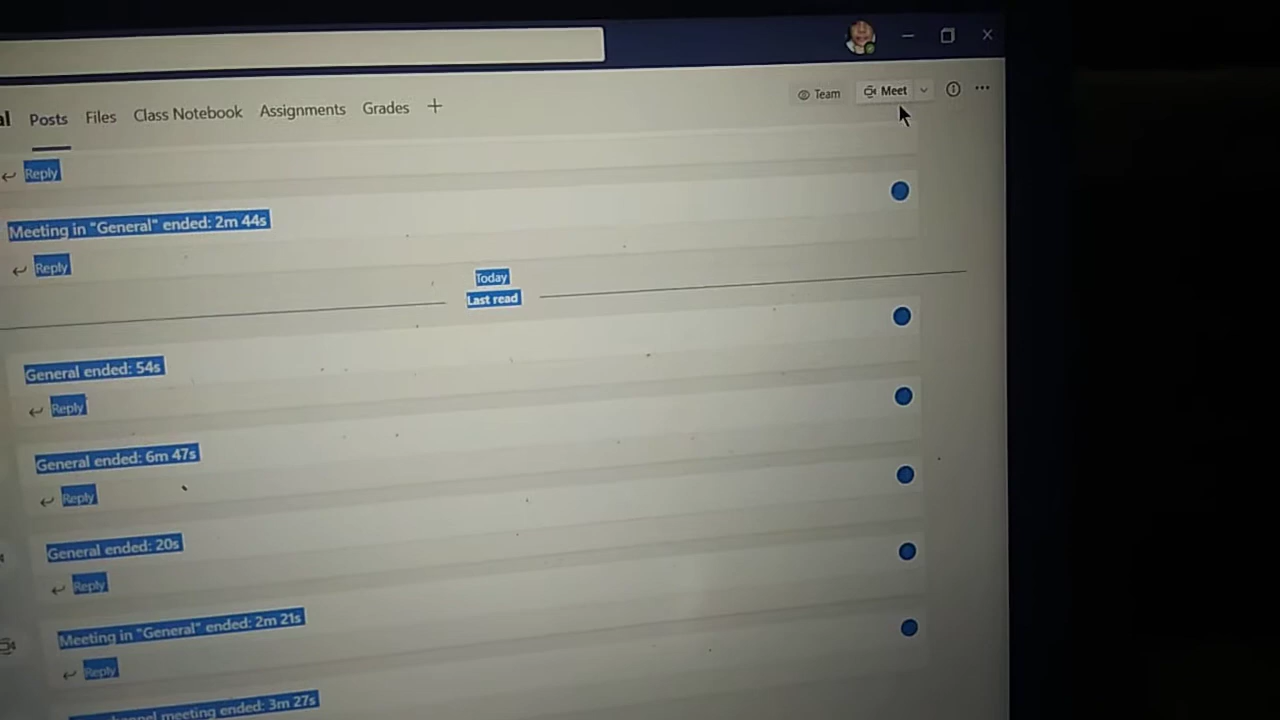 Team Meet
Posts Files Class Notebook Assignments Grades
Reply
Meeting in "General" ended: 2m 44s
Reply
Today
Last read
General ended: 54s
Reply
General ended: 6m 47s
Reply
General ended: 20s
Reply
Meeting in "General" ended: 2m 21s
Reply
meeting ended: 3m 27s